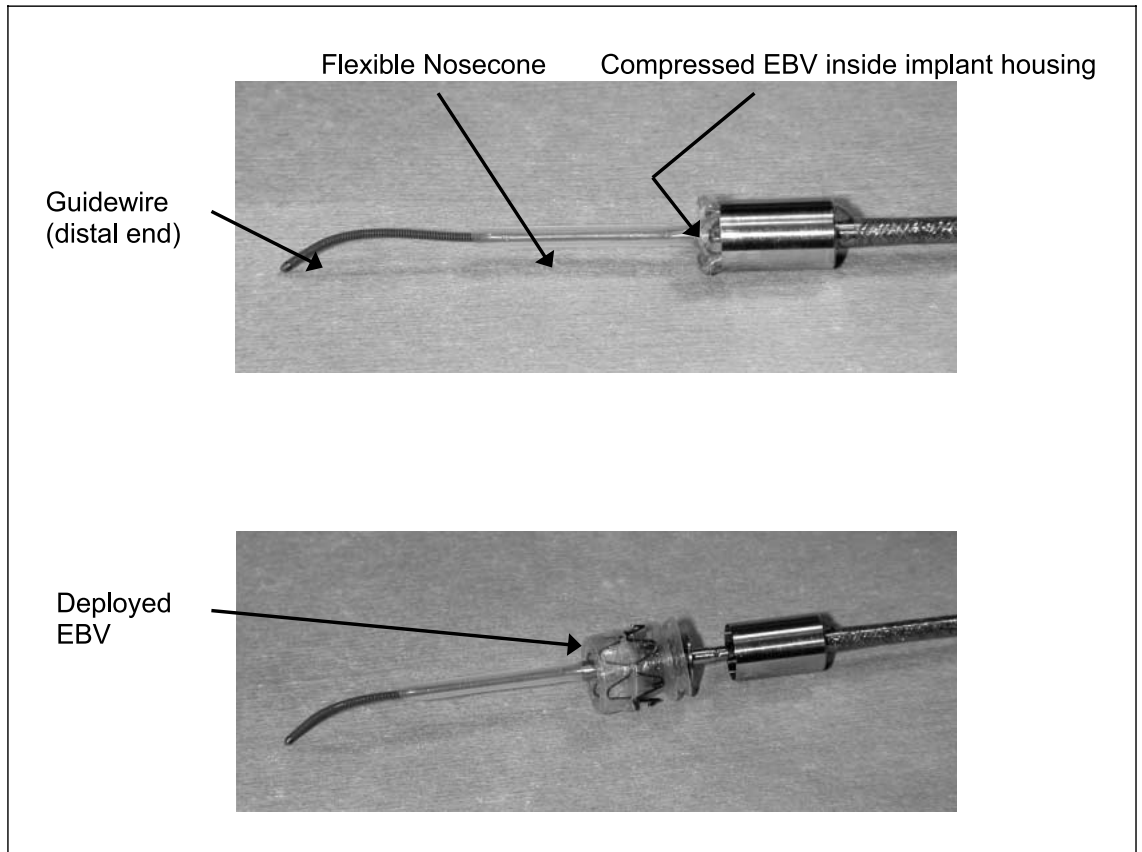 Flexible Nosecone
Compressed EBV inside implant housing
Guidewire
(distal end)
Deployed
EBV